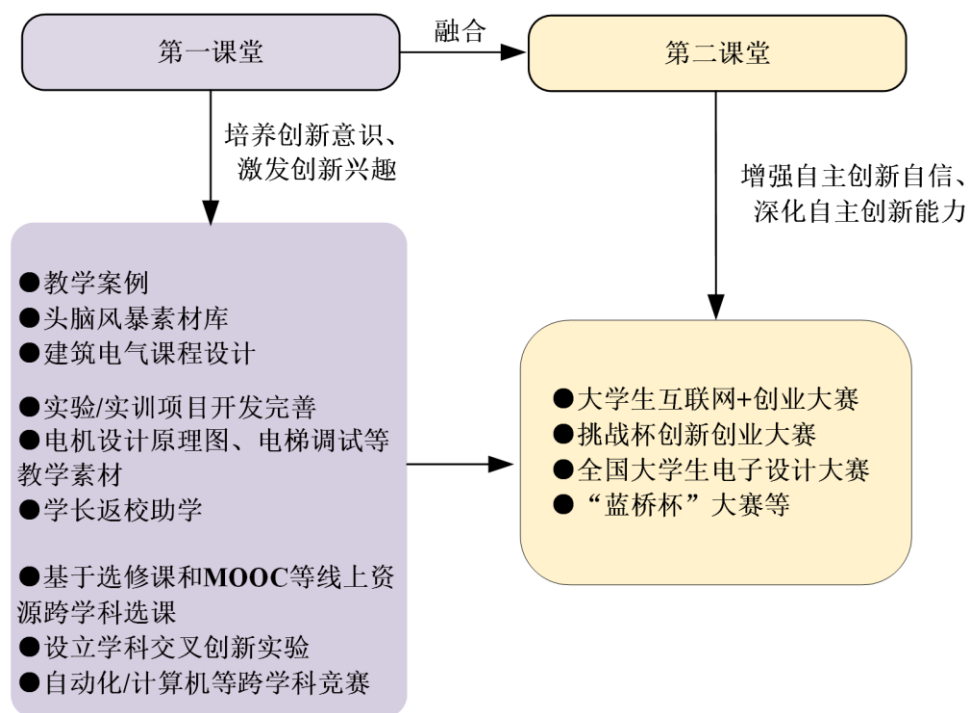 第一课堂
融合
第二课堂
培养创新意识、
激发创新兴趣
增强自主创新自信、
深化自主创新能力
●教学案例
●头脑风暴素材库
●建筑电气课程设计
●实验/实训项目开发完善
●电机设计原理图、电梯调试等
教学素材
●学长返校助学
●基于选修课和MOOC等线上资
源跨学科选课
●设立学科交叉创新实验
●自动化/计算机等跨学科竞赛
●大学生互联网+创业大赛
●挑战杯创新创业大赛
●全国大学生电子设计大赛
●“蓝桥杯”大赛等